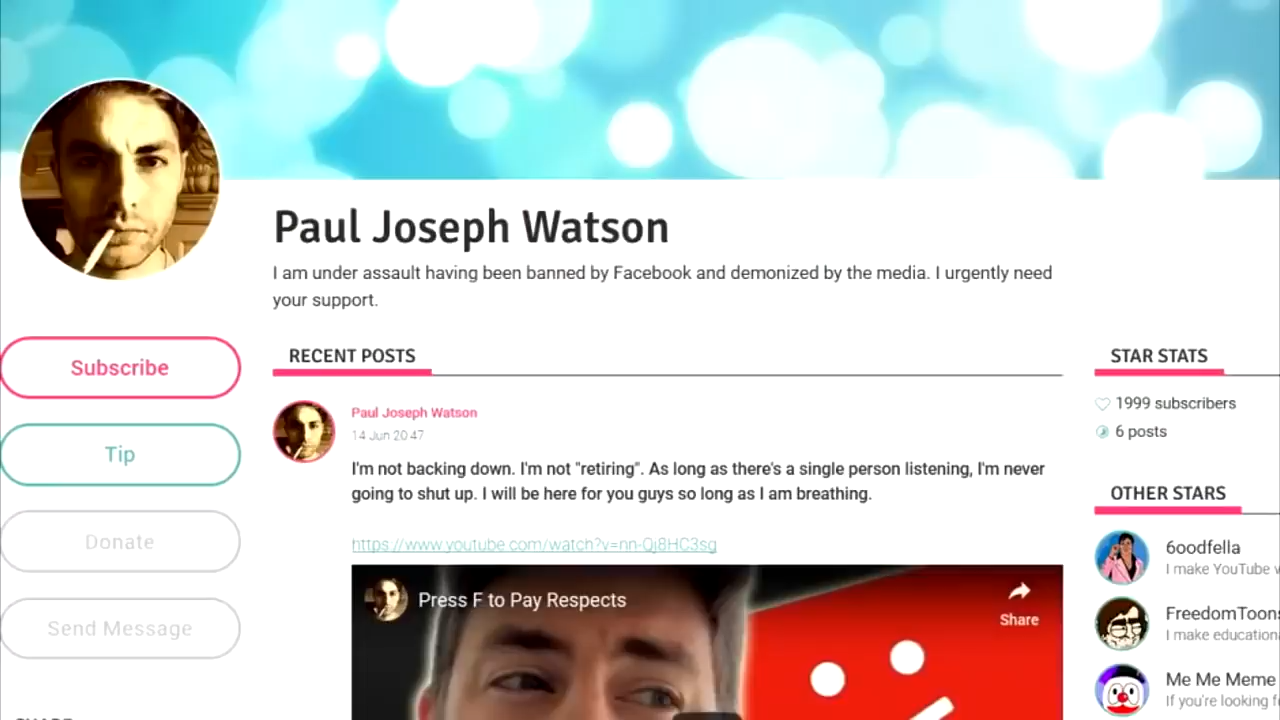 Paul Joseph Watson
I am under assault having been banned by Facebook and demonized by the media. I urgently need
your support.
Subscribe
Tip
Donate
Send Message
RECENT POSTS
Paul Joseph Watson
14 Jun 20:47
I'm not backing down. I'm not "retiring". As long as there's a single person listening, I'm never
going to shut up. I will be here for you guys so long as I am breathing.
https://www.youtube.com/watch?v=nn-Qj8HC3sg
Press F to Pay Respects
Share
STAR STATS
1999 subscribers
6 posts
OTHER STARS
6oodfella
I make YouTube v
FreedomToons
I make education
Me Me Meme
If you're looking f